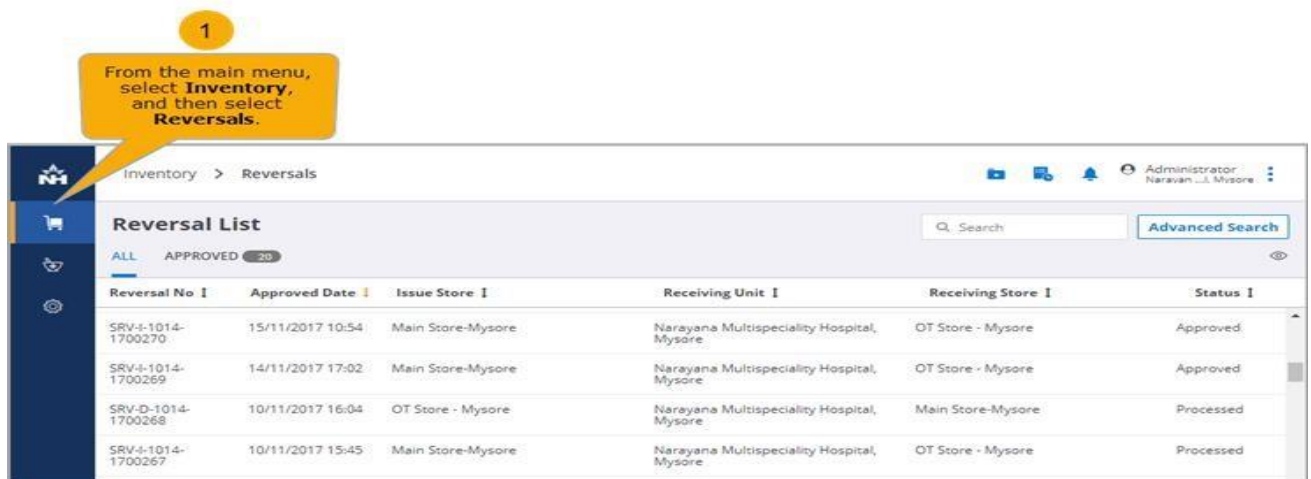 1
From the main menu,
select Inventory,
and then select
Reversals.
NH
Inventory > Reversals
Administrator
Narayan ...l, Mysore
Reversal List
Search
Advanced Search
ALL APPROVED 20
Reversal No Approved Date Issue Store Receiving Unit Receiving Store Status
SRV-I-1014- 15/11/2017 10:54 Main Store-Mysore Narayana Multispeciality Hospital, OT Store - Mysore Approved
1700270 Mysore
SRV-I-1014- 14/11/2017 17:02 Main Store-Mysore Narayana Multispeciality Hospital, OT Store - Mysore Approved
1700269 Mysore
SRV-D-1014- 10/11/2017 16:04 OT Store - Mysore Narayana Multispeciality Hospital, Main Store-Mysore Processed
1700268 Mysore
SRV-I-1014- 10/11/2017 15:45 Main Store-Mysore Narayana Multispeciality Hospital, OT Store - Mysore Processed
1700267 Mysore